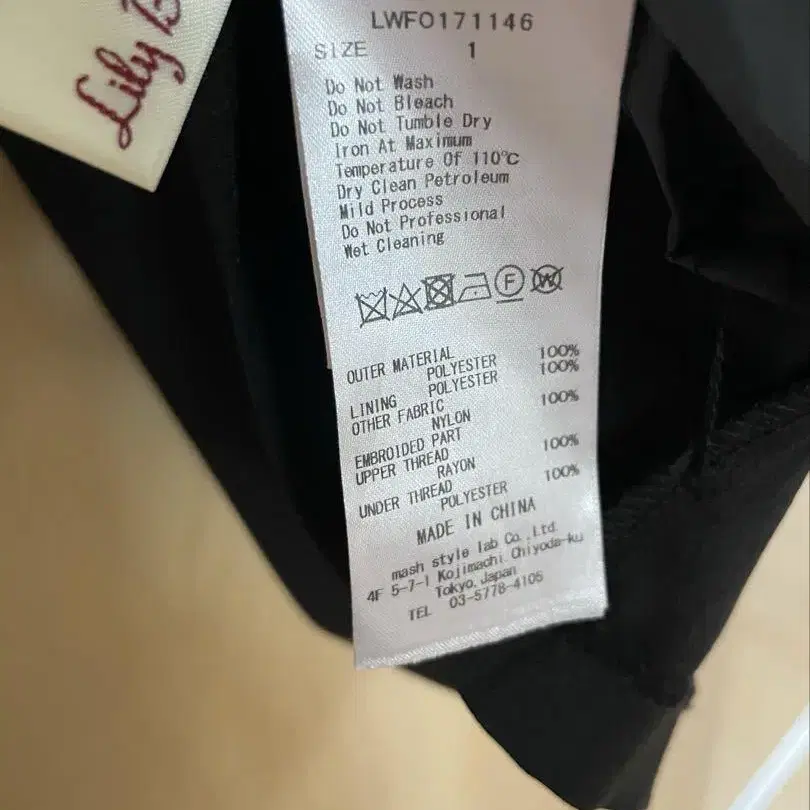 Lily B
LWFO171146
SIZE 1
Do Not Wash
Do Not Bleach
Do Not Tumble Dry
Iron At Maximum
Temperature Of 110℃
Dry Clean Petroleum
Mild Process
Do Not Professional
Wet Cleaning
F W
OUTER MATERIAL
POLYESTER 100%
LINING POLYESTER 100%
OTHER FABRIC
NYLON 100%
EMBROIDED PART
UPPER THREAD
RAYON 100%
UNDER THREAD
POLYESTER 100%
MADE IN CHINA
mash style lab Co.,Ltd.
4F 5-7-1 Kojimachi, Chiyoda-ku
Tokyo, Japan
TEL 03-5778-4105